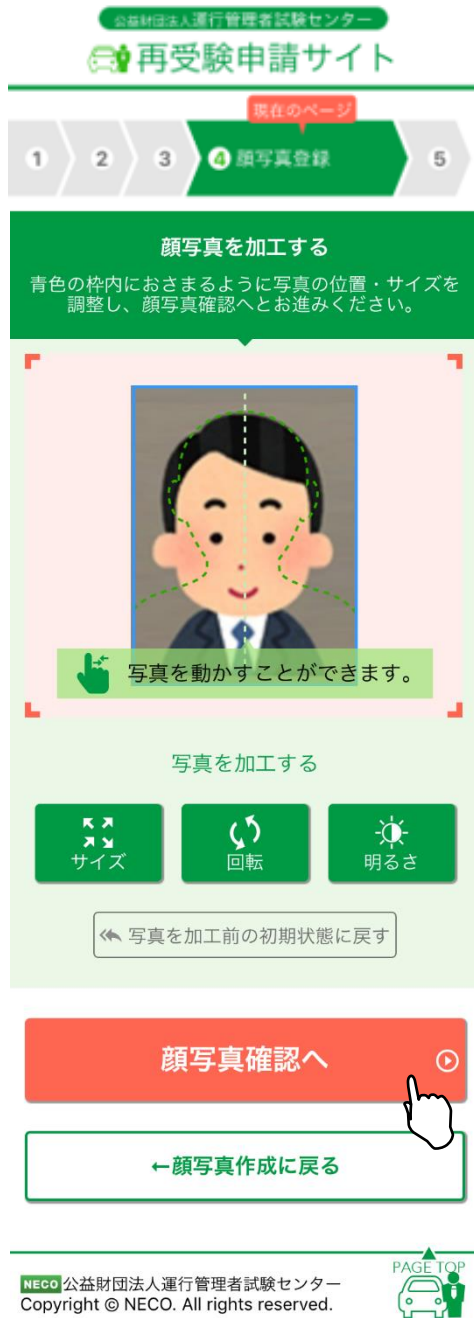 公益財団法人運行管理者試験センター
再受験申請サイト
現在のページ
1 2 3 4 顔写真登録 5
顔写真を加工する
青色の枠内におさまるように写真の位置・サイズを
調整し、顔写真確認へとお進みください。
写真を動かすことができます。
写真を加工する
サイズ 回転 明るさ
写真を加工前の初期状態に戻す
顔写真確認へ
←顔写真作成に戻る
PAGE TOP
NECO 公益財団法人運行管理者試験センター
Copyright © NECO. All rights reserved.